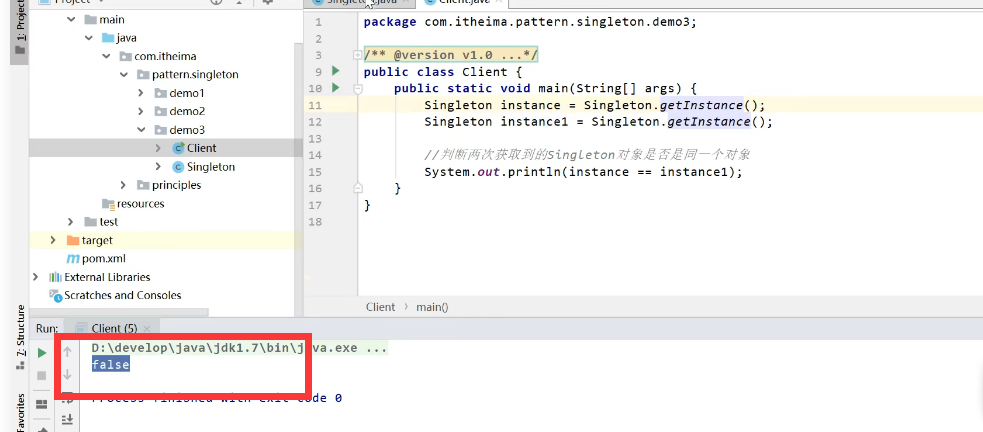 Project
Singleton.java
Client.java
1: Project
main
java
com.itheima
pattern.singleton
demo1
demo2
demo3
Client
Singleton
principles
resources
test
target
pom.xml
External Libraries
Scratches and Consoles
1 package com.itheima.pattern.singleton.demo3;
2
3 /** @version v1.0 ...*/
9 public class Client {
10 public static void main(String[] args) {
11 Singleton instance = Singleton.getInstance();
12 Singleton instance1 = Singleton.getInstance();
13
14 //判断两次获取到的Singleton对象是否是同一个对象
15 System.out.println(instance == instance1);
16 }
17 }
18
Client › main()
Z: Structure
Favorites
Run: Client (5)
D:\develop\java\jdk1.7\bin\java.exe ...
false
Process finished with exit code 0